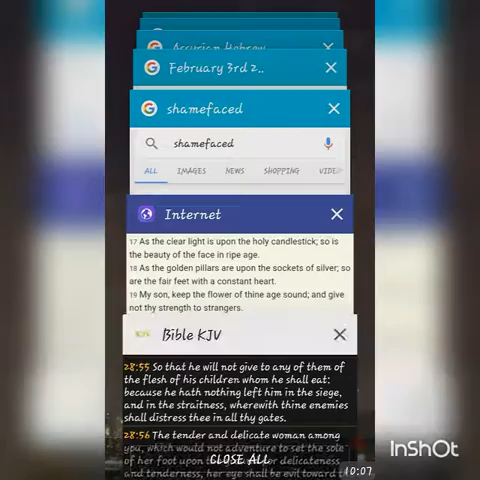 Assyrian Hebrew
February 3rd 2..
shamefaced
shamefaced
ALL IMAGES NEWS SHOPPING VIDE
Internet
17 As the clear light is upon the holy candlestick; so is
the beauty of the face in ripe age.
18 As the golden pillars are upon the sockets of silver; so
are the fair feet with a constant heart.
19 My son, keep the flower of thine age sound; and give
not thy strength to strangers.
KJV Bible KJV
28:55 So that he will not give to any of them of
the flesh of his children whom he shall eat:
because he hath nothing left him in the siege,
and in the straitness, wherewith thine enemies
shall distress thee in all thy gates.
28:56 The tender and delicate woman among
you, which would not adventure to set the sole
of her foot upon the delicateness
CLOSE ALL
and tenderness, her eye shall be evil toward
10:07
InShOt